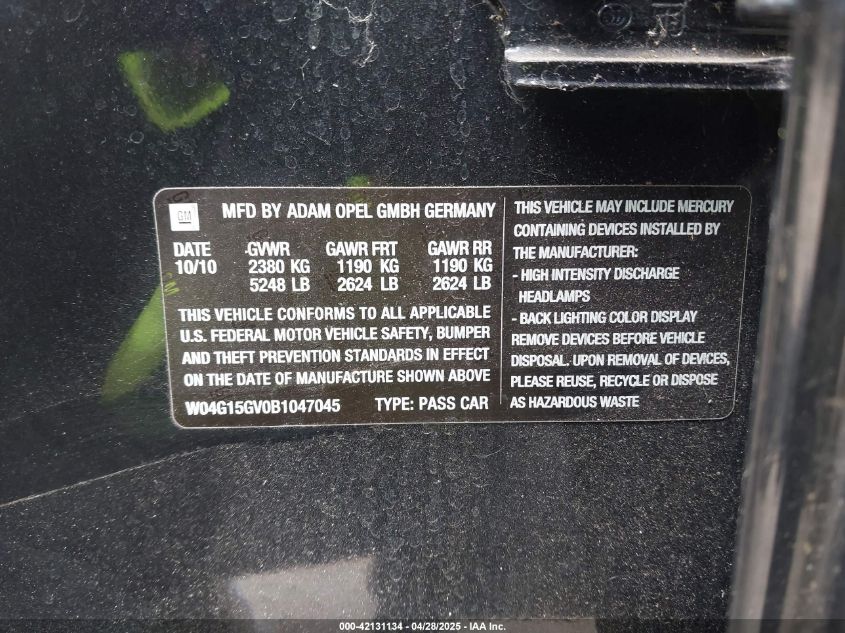 GM
MFD BY ADAM OPEL GMBH GERMANY
DATE GVWR GAWR FRT GAWR RR
10/10 2380 KG 1190 KG 1190 KG
5248 LB 2624 LB 2624 LB
THIS VEHICLE CONFORMS TO ALL APPLICABLE
U.S. FEDERAL MOTOR VEHICLE SAFETY, BUMPER
AND THEFT PREVENTION STANDARDS IN EFFECT
ON THE DATE OF MANUFACTURE SHOWN ABOVE
W04G15GV0B1047045 TYPE: PASS CAR
THIS VEHICLE MAY INCLUDE MERCURY
CONTAINING DEVICES INSTALLED BY
THE MANUFACTURER:
- HIGH INTENSITY DISCHARGE
HEADLAMPS
- BACK LIGHTING COLOR DISPLAY
REMOVE DEVICES BEFORE VEHICLE
DISPOSAL. UPON REMOVAL OF DEVICES,
PLEASE REUSE, RECYCLE OR DISPOSE
AS HAZARDOUS WASTE
000-42131134 / 04/28/2025 - IAA Inc.